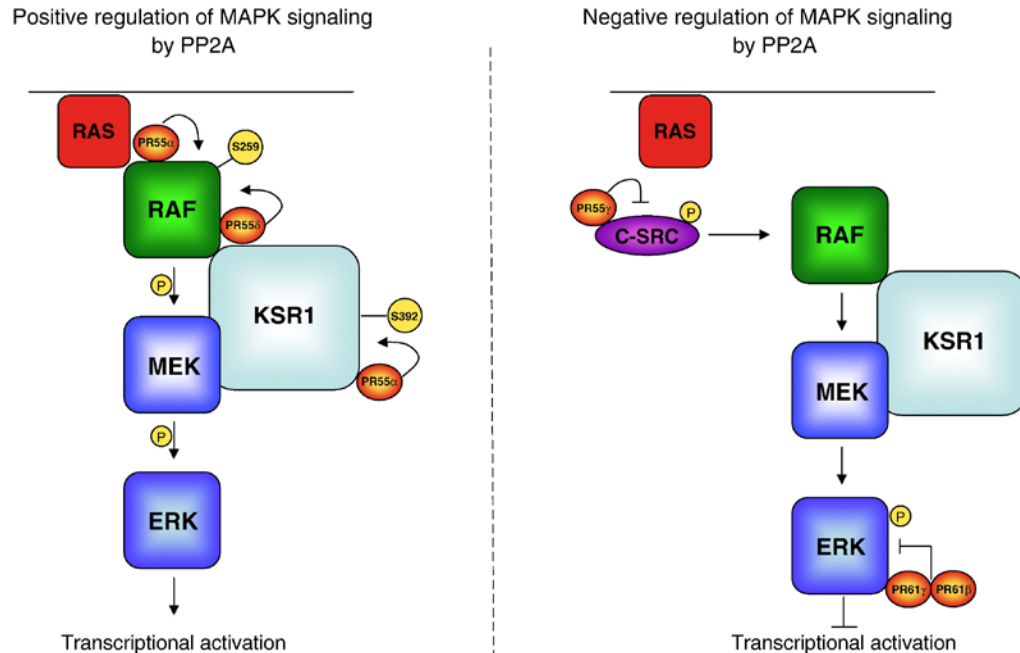 Positive regulation of MAPK signaling
by PP2A
RAS
PR55α
S259
RAF
PR55δ
P
KSR1
S392
MEK
PR55α
P
ERK
Transcriptional activation
Negative regulation of MAPK signaling
by PP2A
RAS
PR55γ
P
C-SRC
RAF
KSR1
MEK
P
ERK
PR61γ
PR61β
Transcriptional activation